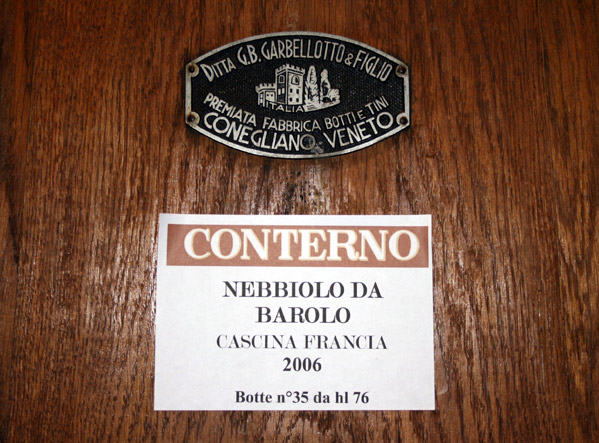 DITTA G.B. GARBELLOTTO & FIGLIO
ITALIA
PREMIATA FABBRICA BOTTI E TINI
CONEGLIANO - VENETO
CONTERNO
NEBBIOLO DA
BAROLO
CASCINA FRANCIA
2006
Botte n°35 da hl 76